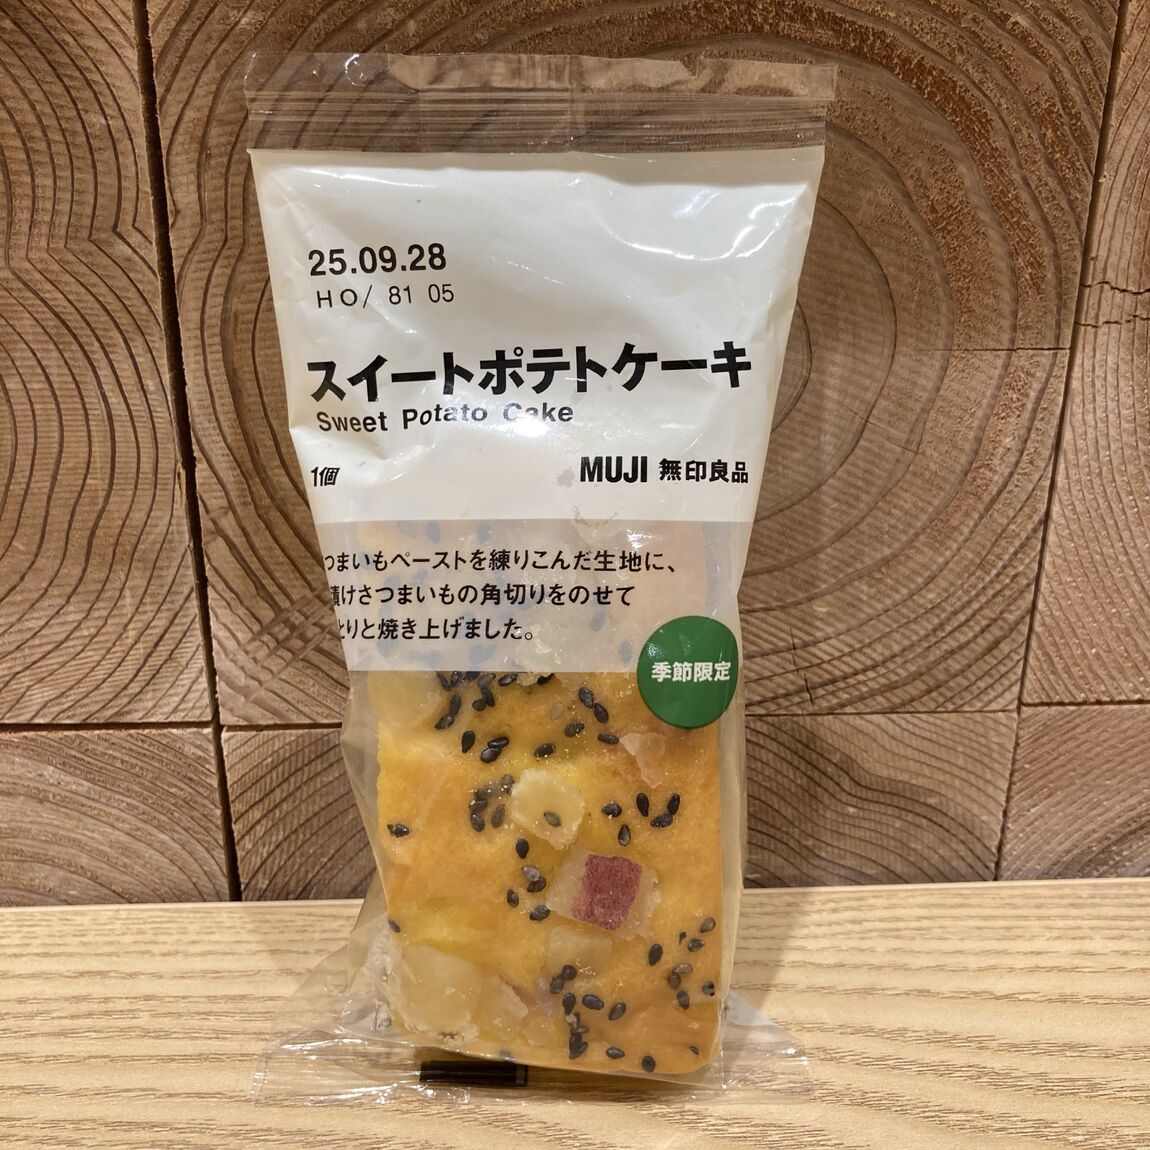 25.09.28
HO/ 81 05
スイートポテトケーキ
Sweet Potato Cake
1個
MUJI 無印良品
つまいもペーストを練りこんだ生地に、
漬けさつまいもの角切りをのせて
とりと焼き上げました。
季節限定